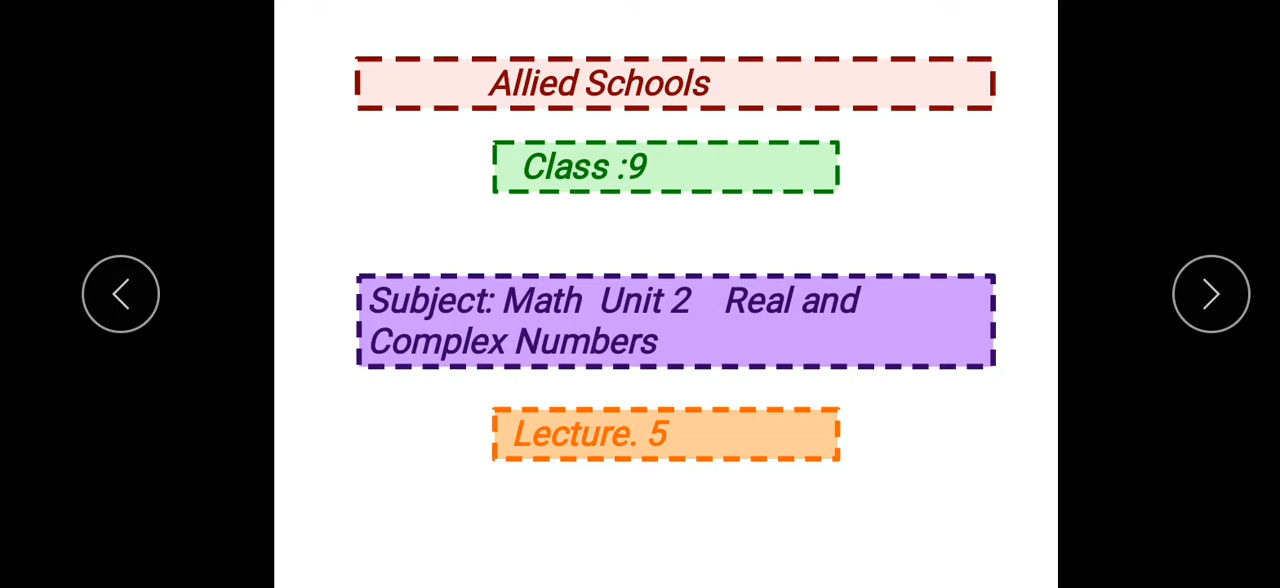 Allied Schools
Class :9
Subject: Math Unit 2 Real and
Complex Numbers
Lecture. 5